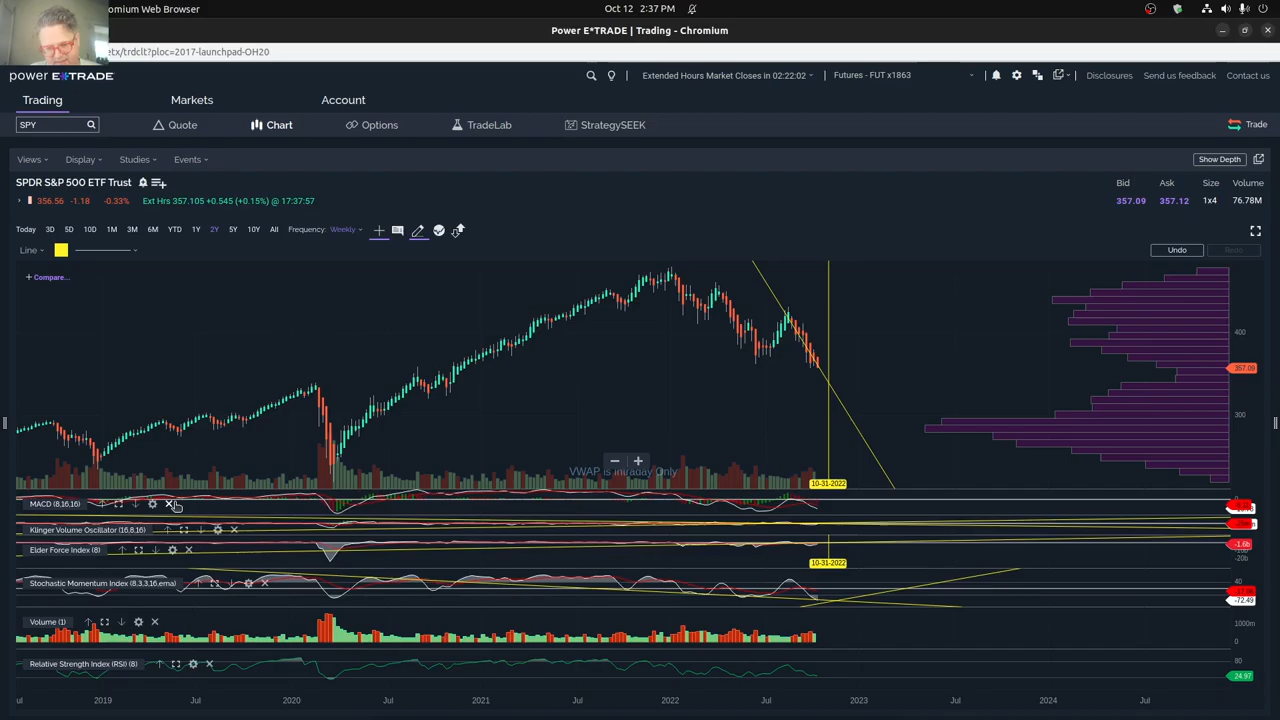 omium Web Browser
Oct 12 2:37 PM
Power E*TRADE | Trading - Chromium
etx/trdclt?ploc=2017-launchpad-OH20
power E*TRADE
Extended Hours Market Closes in 02:22:02
Futures - FUT x1863
Disclosures
Send us feedback
Contact us
Trading
Markets
Account
SPY
Quote
Chart
Options
TradeLab
StrategySEEK
Trade
Views
Display
Studies
Events
Show Depth
SPDR S&P 500 ETF Trust
Bid
Ask
Size
Volume
356.56 -1.18 -0.33% Ext Hrs 357.105 +0.545 (+0.15%) @ 17:37:57
357.09
357.12
1x4
76.78M
Today 3D 5D 10D 1M 3M 6M YTD 1Y 2Y 5Y 10Y All Frequency: Weekly
Line
Undo
Redo
+ Compare...
400
357.09
300
VWAP is Intraday Only
10-31-2022
MACD (8,16,16)
0
Klinger Volume Oscillator (16,8,16)
Elder Force Index (8)
-1.6b
-20b
10-31-2022
Stochastic Momentum Index (8,3,3,16,ema)
40
-72.49
Volume (1)
1000m
0
Relative Strength Index (RSI) (8)
80
24.97
ul
2019
Jul
2020
Jul
2021
Jul
2022
Jul
2023
Jul
2024
Jul